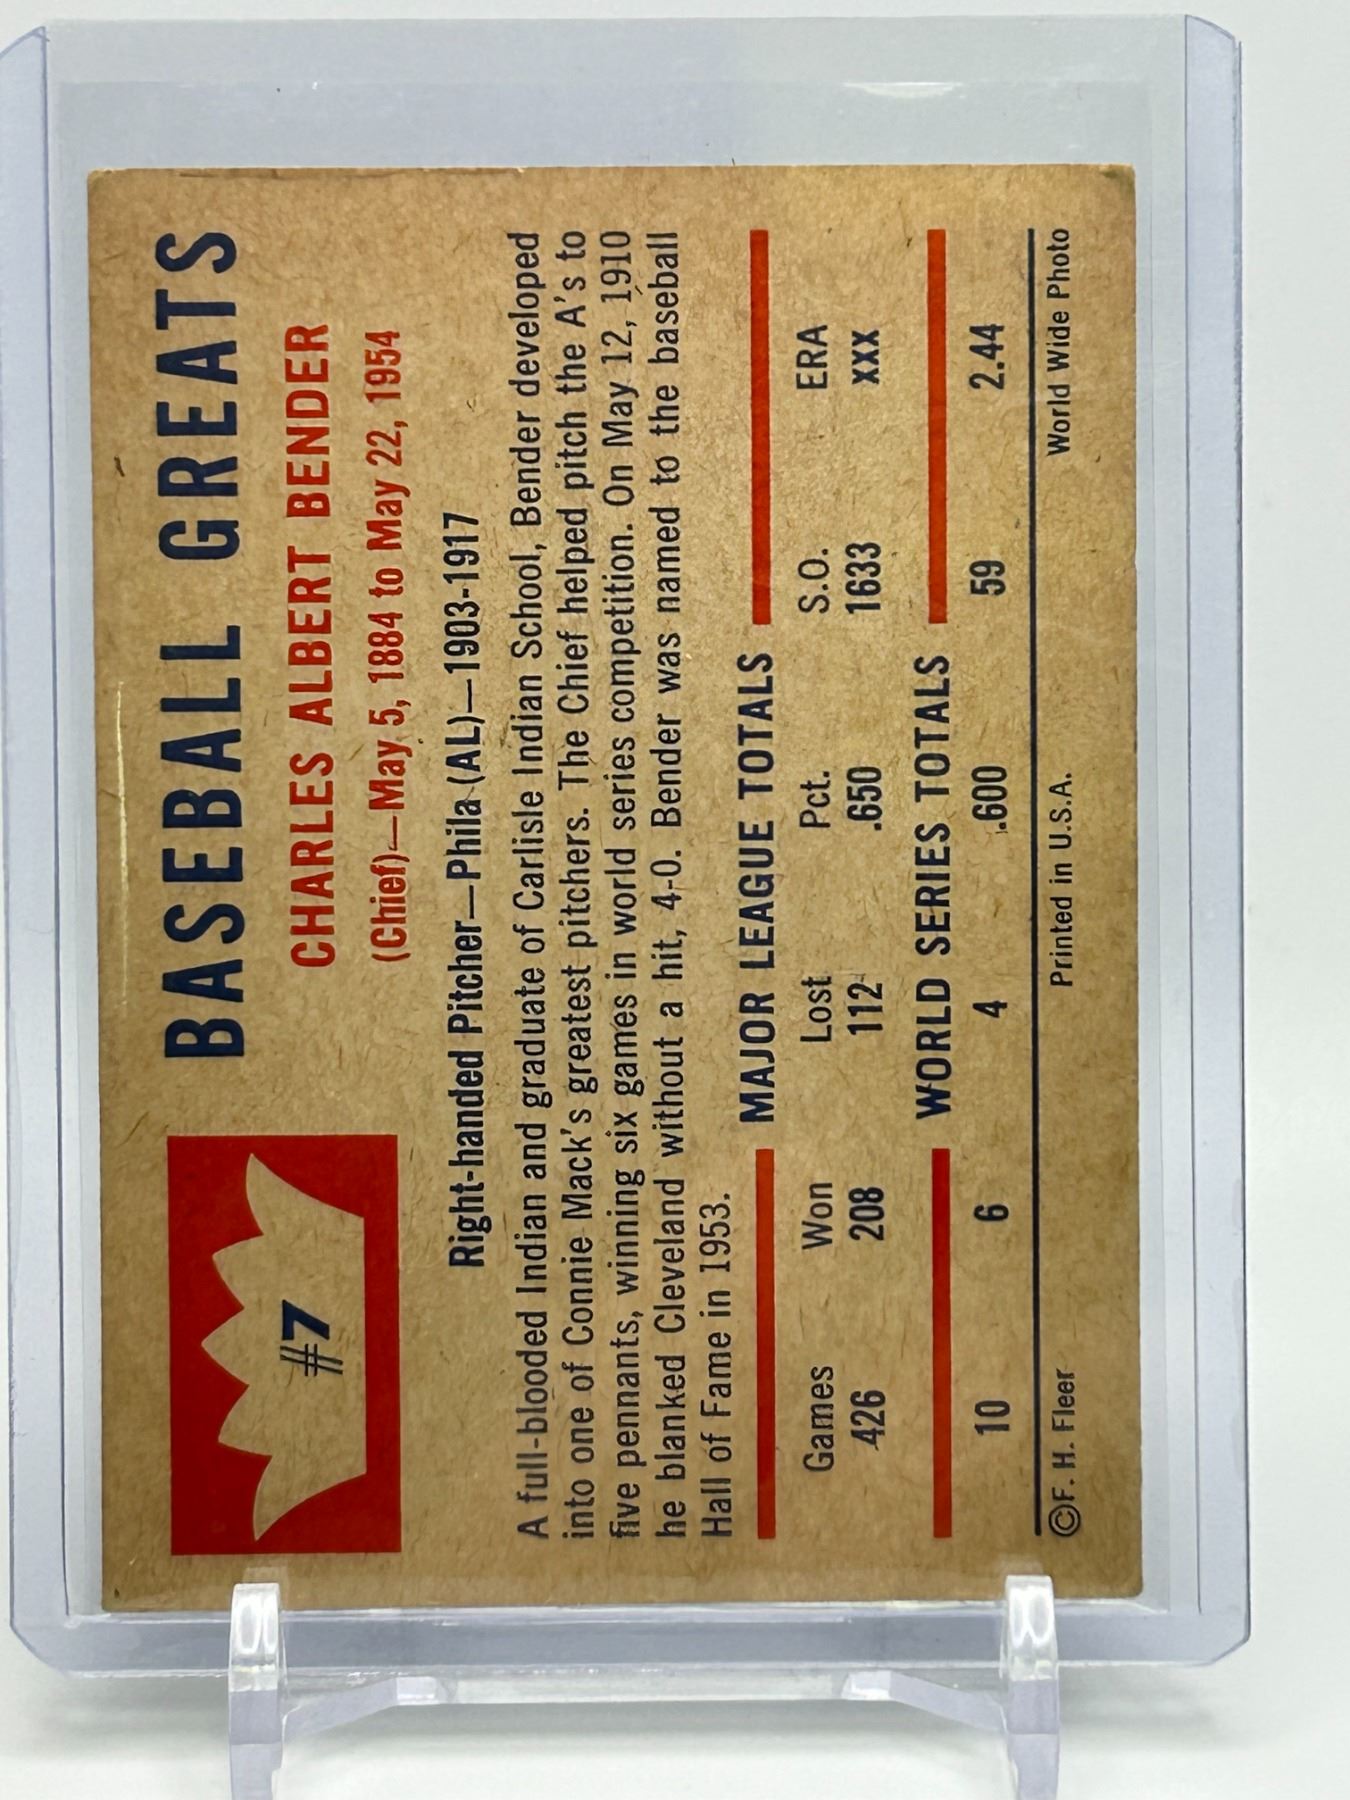 #7
BASEBALL GREATS
CHARLES ALBERT BENDER
(Chief)—May 5, 1884 to May 22, 1954
Right-handed Pitcher—Phila (AL)—1903-1917
A full-blooded Indian and graduate of Carlisle Indian School, Bender developed
into one of Connie Mack's greatest pitchers. The Chief helped pitch the A's to
five pennants, winning six games in world series competition. On May 12, 1910
he blanked Cleveland without a hit, 4-0. Bender was named to the baseball
Hall of Fame in 1953.
MAJOR LEAGUE TOTALS
Games Won Lost Pct. S.O. ERA
426 208 112 .650 1633 XXX
WORLD SERIES TOTALS
10 6 4 .600 59 2.44
©F. H. Fleer Printed in U.S.A. World Wide Photo